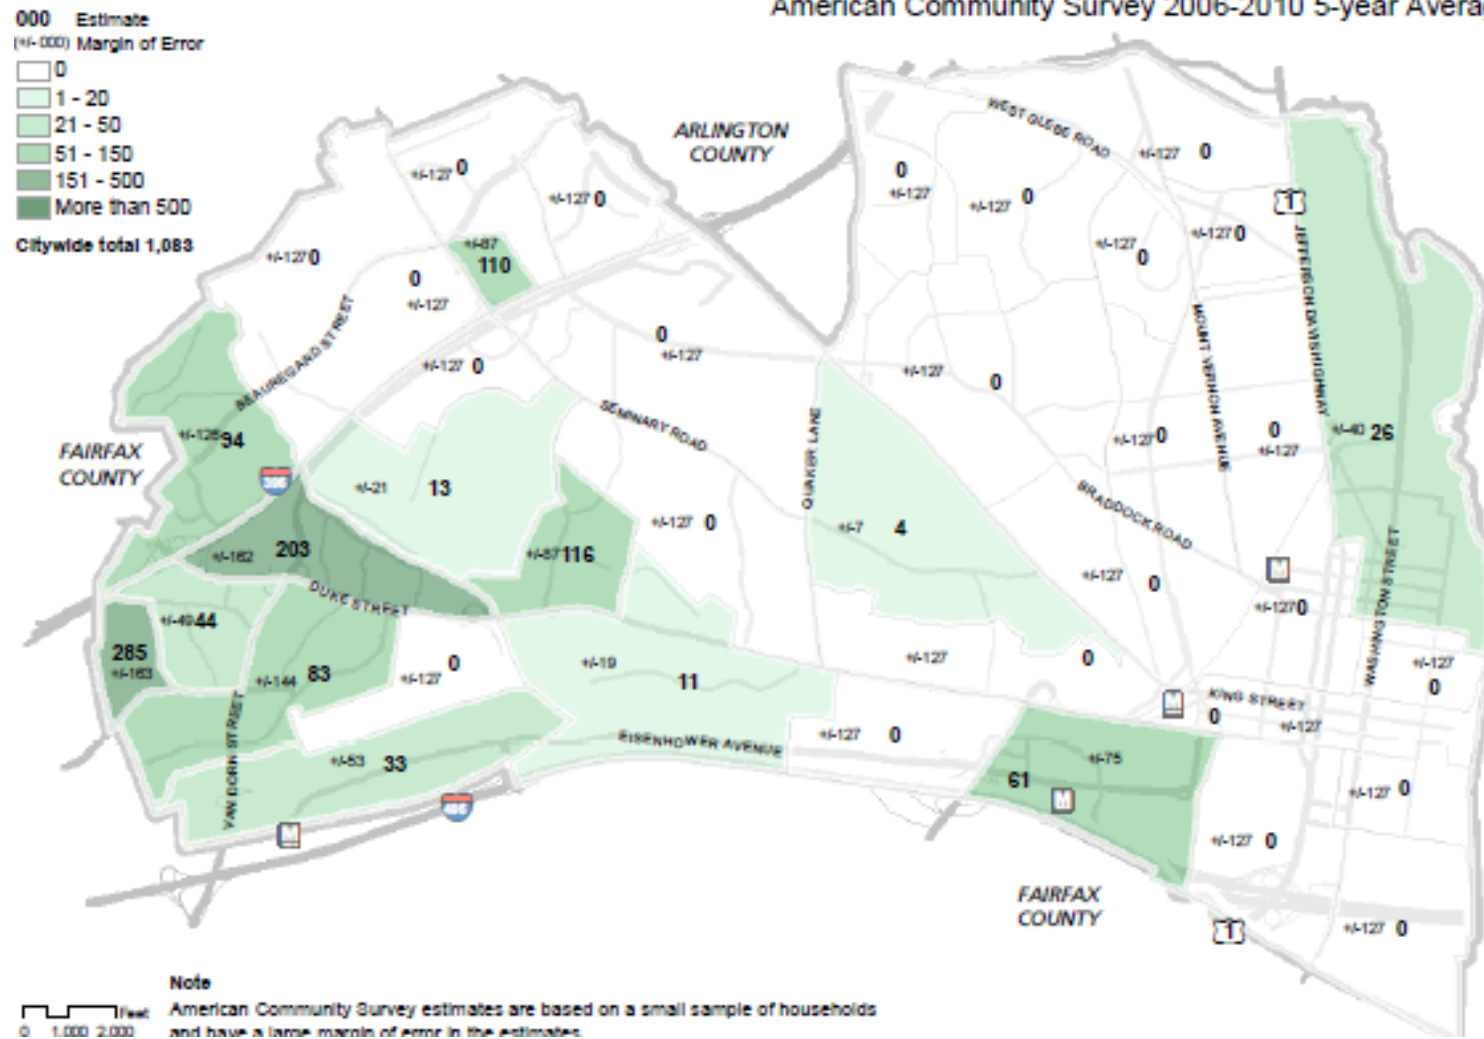 American Community Survey 2006-2010 5-year Avera
000 Estimate
(+/- 000) Margin of Error
0
1 - 20
21 - 50
51 - 150
151 - 500
More than 500
Citywide total 1,083
ARLINGTON
COUNTY
WEST GLEBE ROAD
+/-127 0
+/-127 0
+/-127 0
0
+/-127
+/-87
110
0
+/-127
+/-127 0
+/-127 0
+/-127
0
+/-127 0
1
JEFFERSON DAVIS HIGHWAY
MOUNT VERNON AVENUE
BEAUREGARD STREET
0
+/-127
+/-127 0
+/-127
0
SEMINARY ROAD
QUAKER LANE
FAIRFAX
COUNTY
94
395
+/-21 13
+/-127 0
0
+/-127
+/-40 26
BRADDOCK ROAD
+/-127 0
+/-7 4
+/-162 203
+/-87 116
WASHINGTON STREET
M
+/-127 0
+/-127 0
DUKE STREET
+/-49 44
285
+/-163
+/-144 83
+/-127
0
+/-19
11
+/-127
0
+/-127
0
M
KING STREET
0
+/-127
VAN DORN STREET
EISENHOWER AVENUE
+/-127 0
+/-53 33
+/-75
61
M
+/-127 0
495
M
+/-127 0
FAIRFAX
COUNTY
1
+/-127 0
Note
American Community Survey estimates are based on a small sample of households
and have a large margin of error in the estimates
Feet
0 1,000 2,000